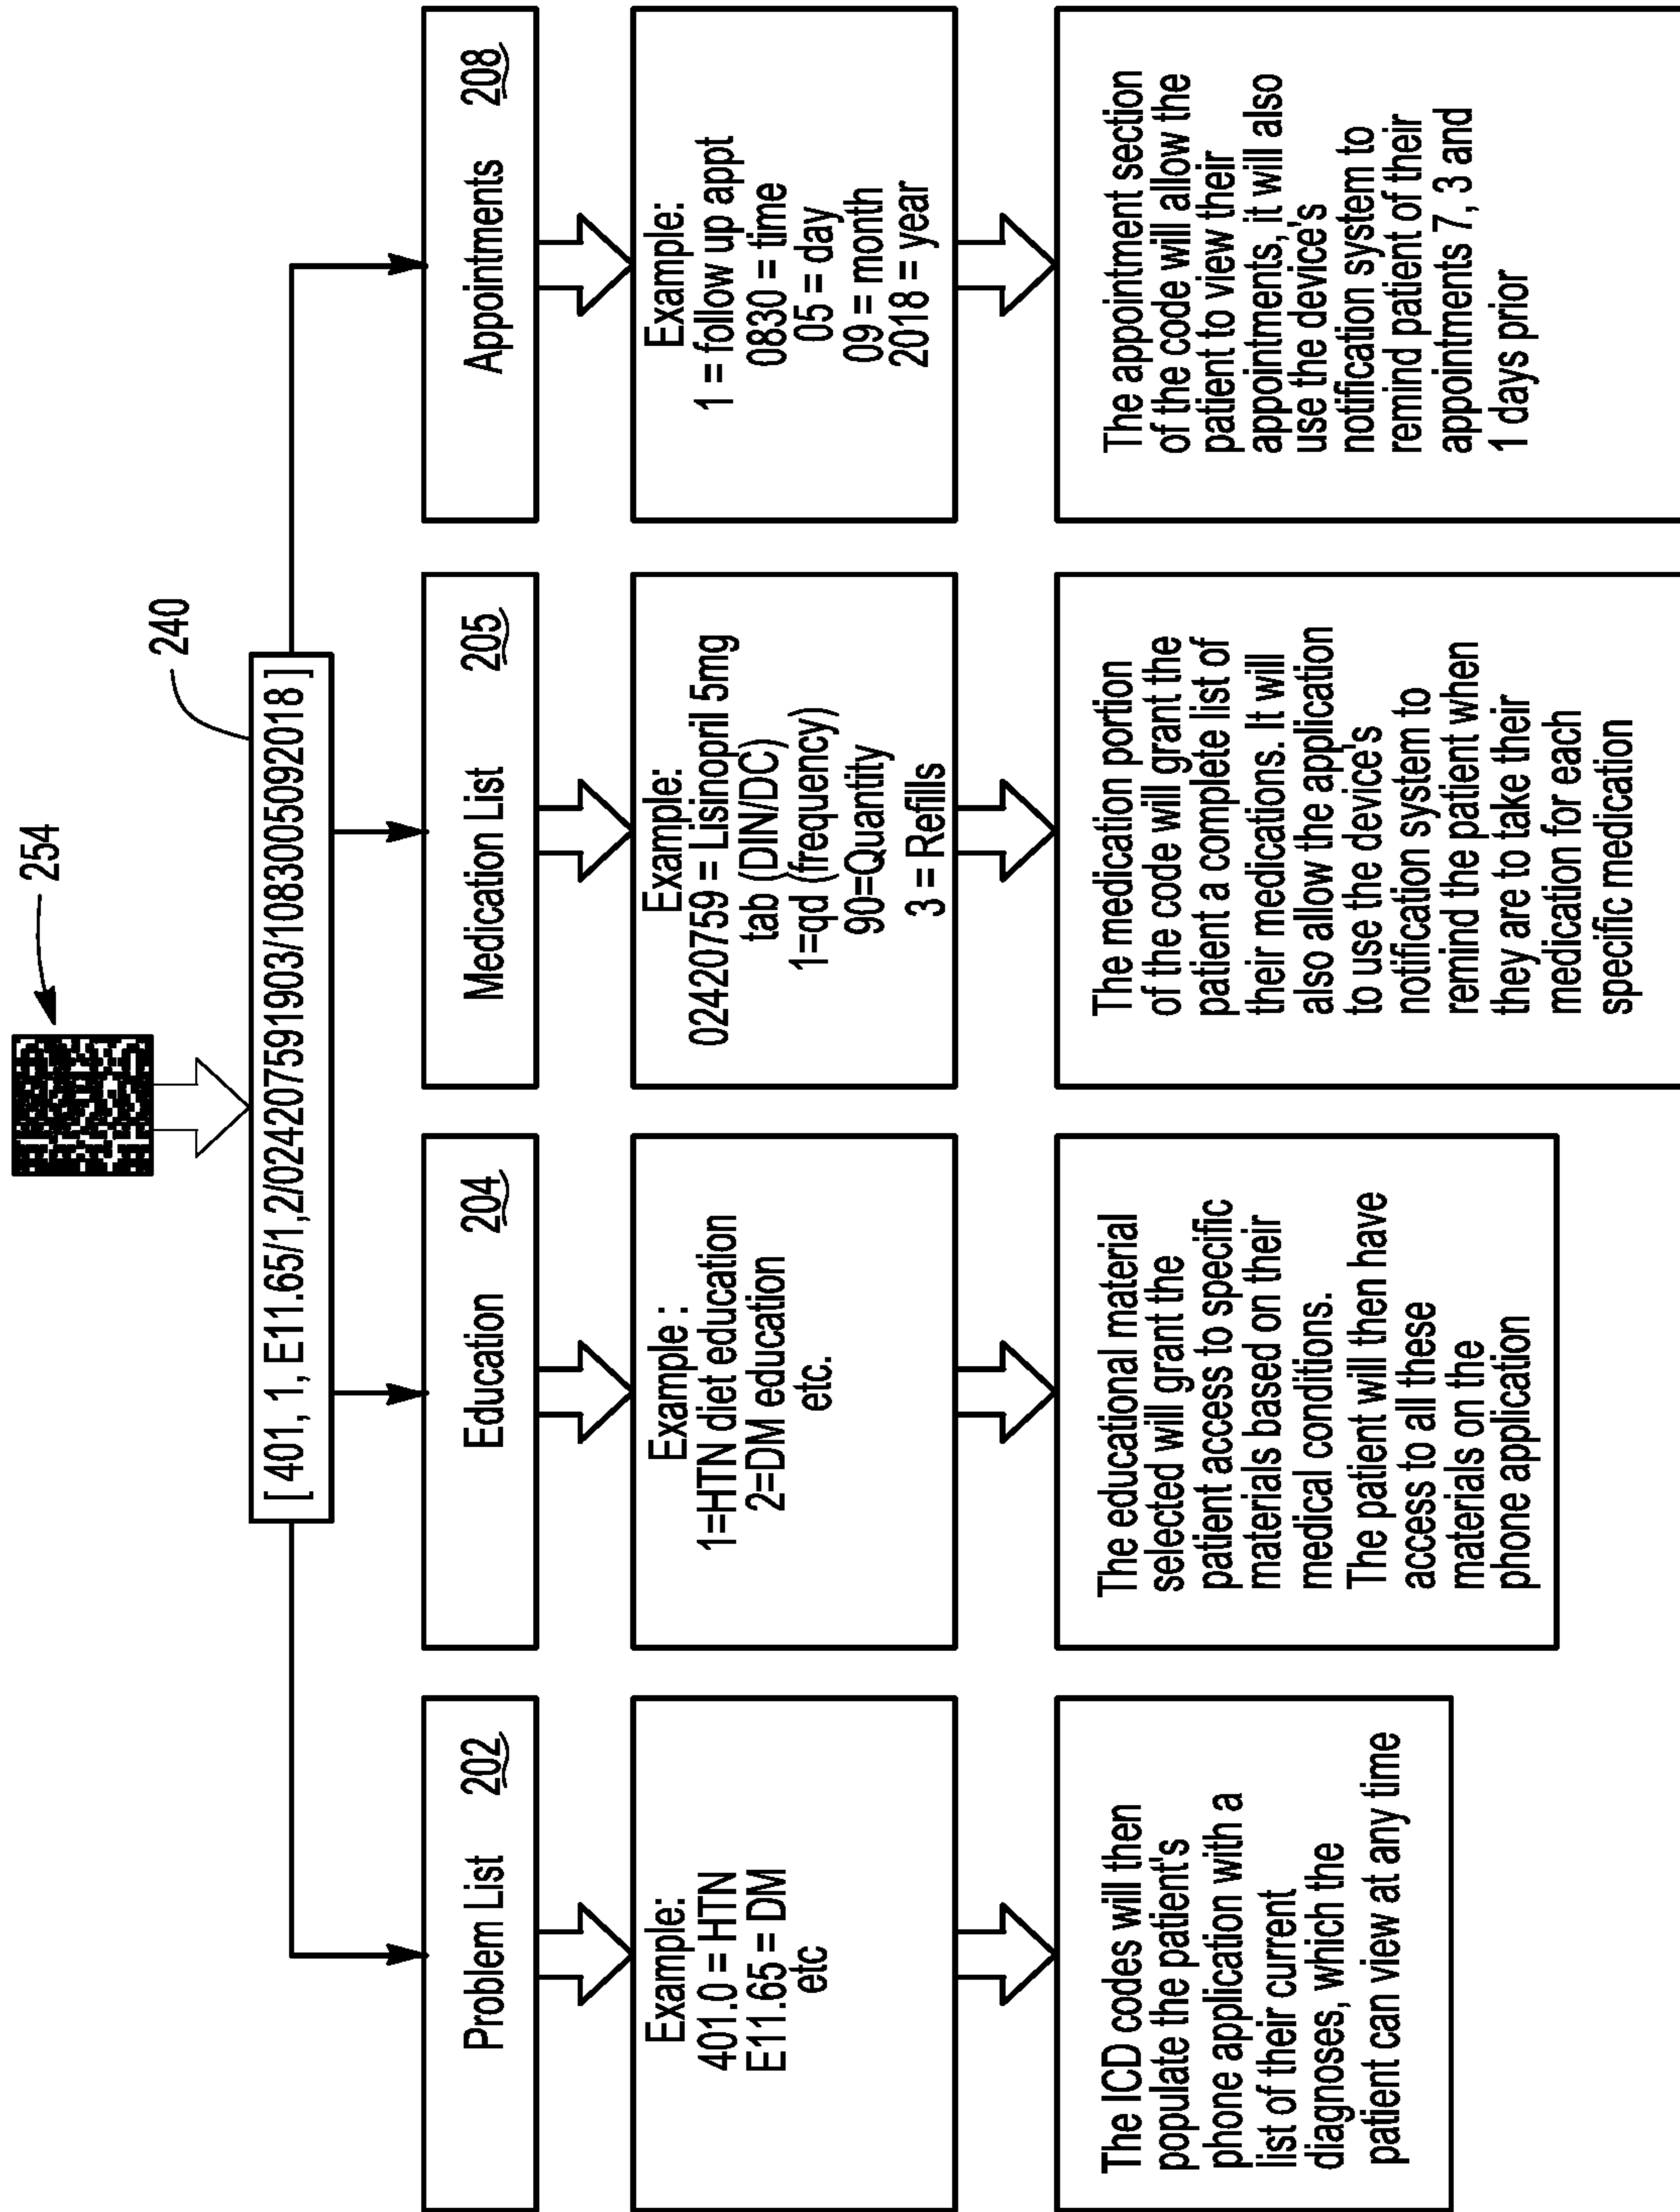 254
240
[ 401, 1, E11.65/1,2/024207591903/1083005092018 ]
Problem List 202
Example:
401.0 = HTN
E11.65 = DM
etc
The ICD codes will then
populate the patient's
phone application with a
list of their current
diagnoses, which the
patient can view at any time
Education 204
Example :
1=HTN diet education
2=DM education
etc.
The educational material
selected will grant the
patient access to specific
materials based on their
medical conditions.
The patient will then have
access to all these
materials on the
phone application
Medication List 205
Example:
02420759 = Lisinopril 5mg
tab (DIN/DC)
1=qd (frequency)
90=Quantity
3 = Refills
The medication portion
of the code will grant the
patient a complete list of
their medications. It will
also allow the application
to use the device's
notification system to
remind the patient when
they are to take their
medication for each
specific medication
Appointments 208
Example:
1 = follow up appt
0830 = time
05 = day
09 = month
2018 = year
The appointment section
of the code will allow the
patient to view their
appointments, it will also
use the device's
notification system to
remind patient of their
appointments 7, 3 and
1 days prior